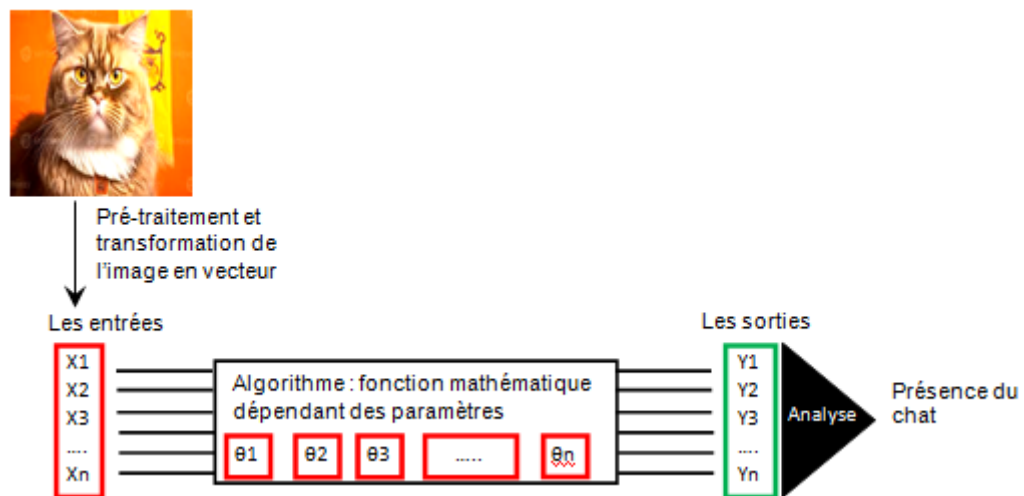 Pré-traitement et
transformation de
l'image en vecteur
Les entrées
Les sorties
X1
X2
X3
....
Xn
Algorithme : fonction mathématique
dépendant des paramètres
θ1 θ2 θ3 ..... θn
Y1
Y2
Y3
....
Yn
Analyse
Présence du
chat